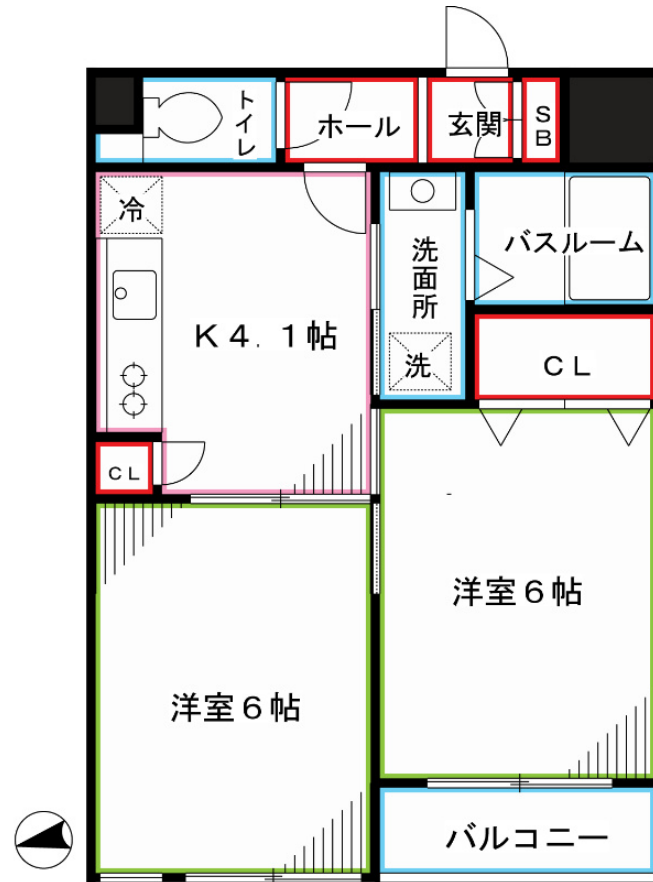 トイレ
ホール
玄関
SB
冷
洗面所
バスルーム
K4.1帖
洗
CL
CL
洋室6帖
洋室6帖
バルコニー